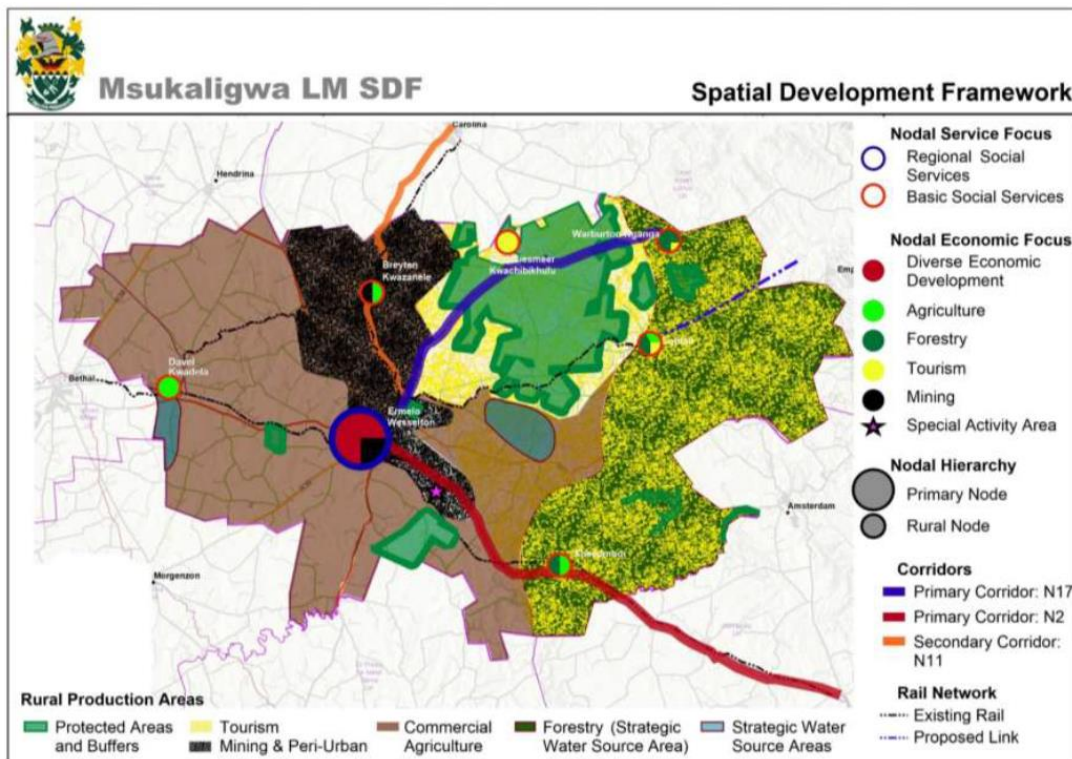 Msukaligwa LM SDF
Spatial Development Framework
Carolina
Hendrina
Warburton Nganga
Kwachibikhulu
Breyten
Kwazanele
Davel
Kwadela
Bethal
Ermelo
Wesselton
Amsterdam
Morgenzon
Nodal Service Focus
Regional Social
Services
Basic Social Services
Nodal Economic Focus
Diverse Economic
Development
Agriculture
Forestry
Tourism
Mining
Special Activity Area
Nodal Hierarchy
Primary Node
Rural Node
Corridors
Primary Corridor: N17
Primary Corridor: N2
Secondary Corridor:
N11
Rail Network
Existing Rail
Proposed Link
Rural Production Areas
Protected Areas
and Buffers
Tourism
Mining & Peri-Urban
Commercial
Agriculture
Forestry (Strategic
Water Source Area)
Strategic Water
Source Areas